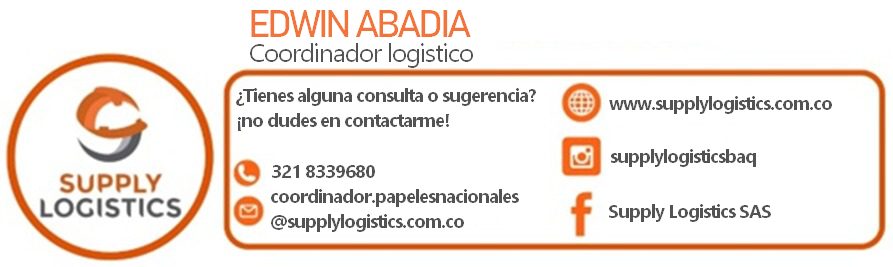 EDWIN ABADIA
Coordinador logistico
SUPPLY
LOGISTICS
¿Tienes alguna consulta o sugerencia?
¡no dudes en contactarme!
321 8339680
coordinador.papelesnacionales
@supplylogistics.com.co
www.supplylogistics.com.co
supplylogisticsbaq
Supply Logistics SAS